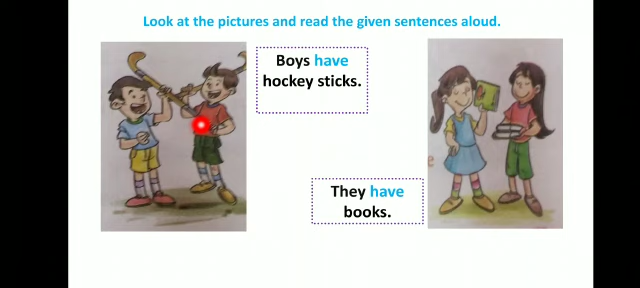 Look at the pictures and read the given sentences aloud.
Boys have
hockey sticks.
They have
books.